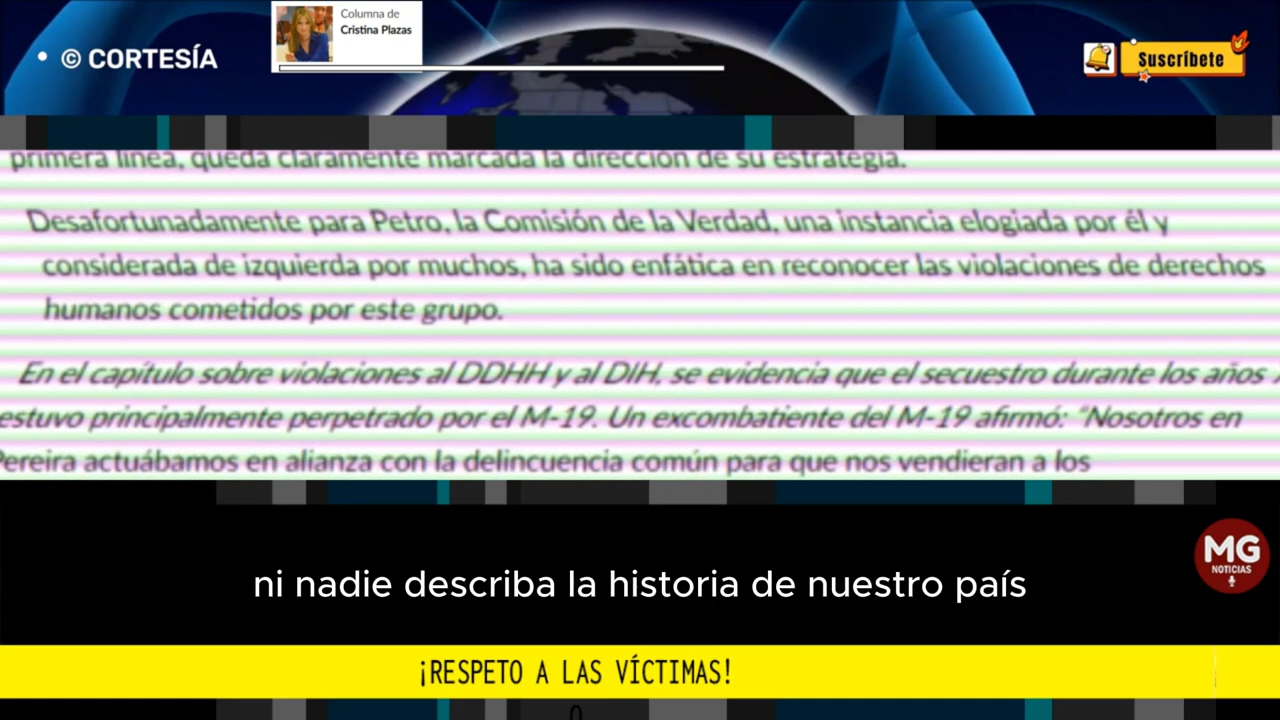 © CORTESÍA
Columna de
Cristina Plazas
Suscríbete
primera línea, queda claramente marcada la dirección de su estrategia.
Desafortunadamente para Petro, la Comisión de la Verdad, una instancia elogiada por él y
considerada de izquierda por muchos, ha sido enfática en reconocer las violaciones de derechos
humanos cometidos por este grupo.
En el capítulo sobre violaciones al DDHH y al DIH, se evidencia que el secuestro durante los años
estuvo principalmente perpetrado por el M-19. Un excombatiente del M-19 afirmó: “Nosotros en
Pereira actuábamos en alianza con la delincuencia común para que nos vendieran a los
MG
NOTICIAS
ni nadie describa la historia de nuestro país
¡RESPETO A LAS VÍCTIMAS!